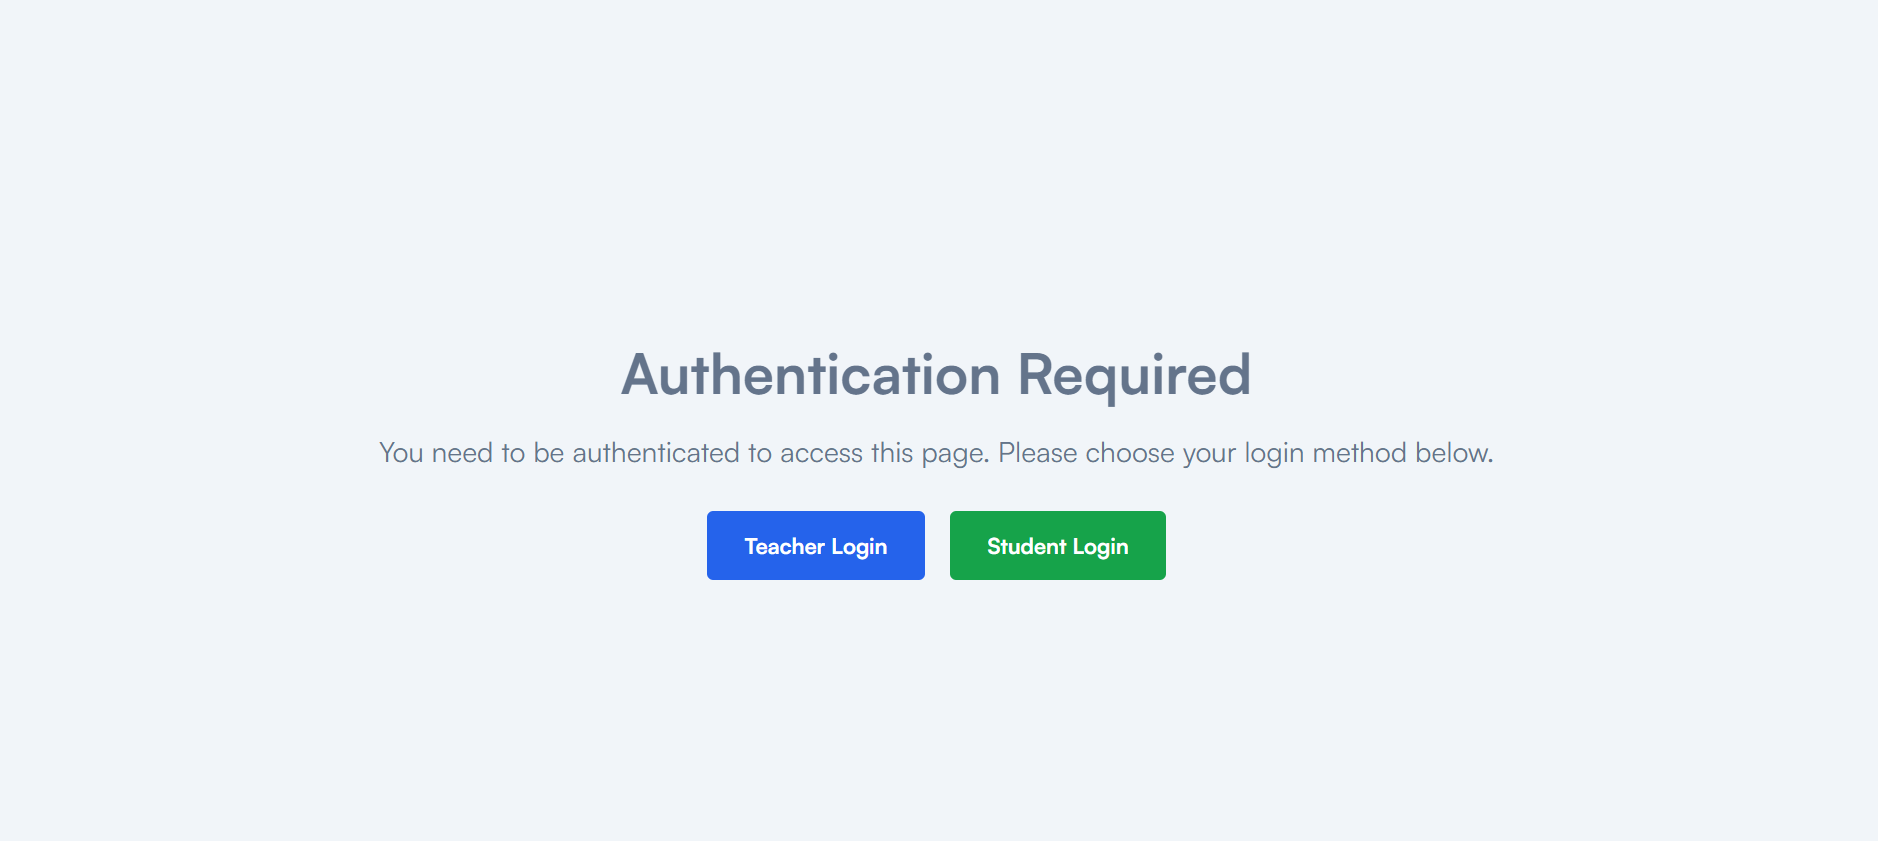 Authentication Required
You need to be authenticated to access this page. Please choose your login method below.
Teacher Login
Student Login